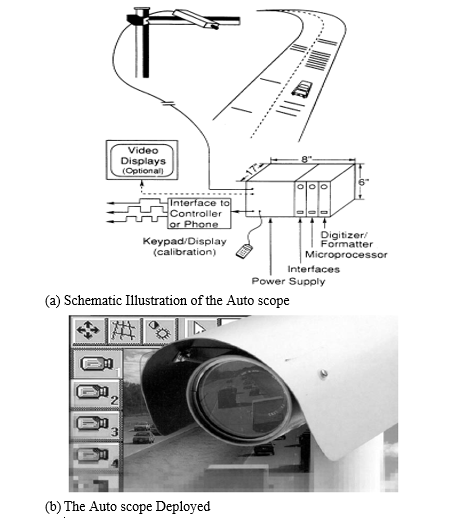 Video
Displays
(Optional)
17"
8"
6"
Interface to
Controller
or Phone
Keypad/Display
(calibration)
Digitizer/
Formatter
Microprocessor
Interfaces
Power Supply
(a) Schematic Illustration of the Auto scope
1
2
3
4
(b) The Auto scope Deployed